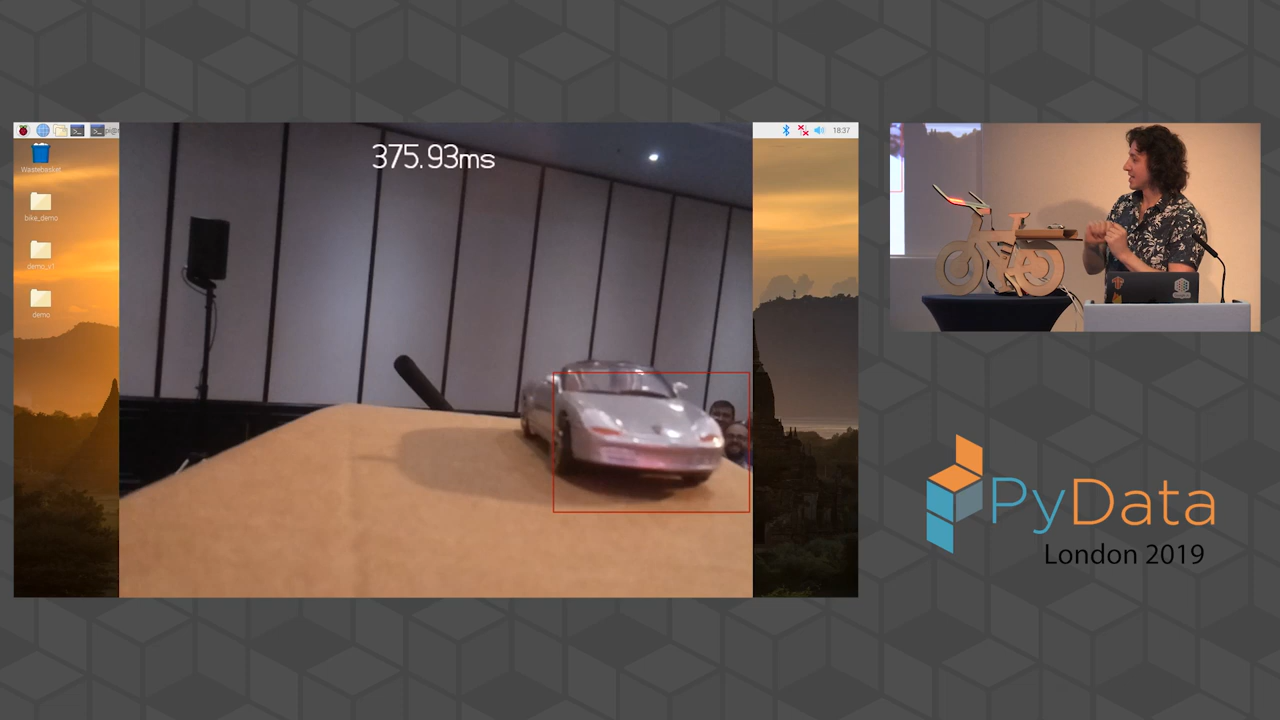 18:37
Wastebasket
bike_demo
demo_v1
demo
375.93ms
PyData
London 2019